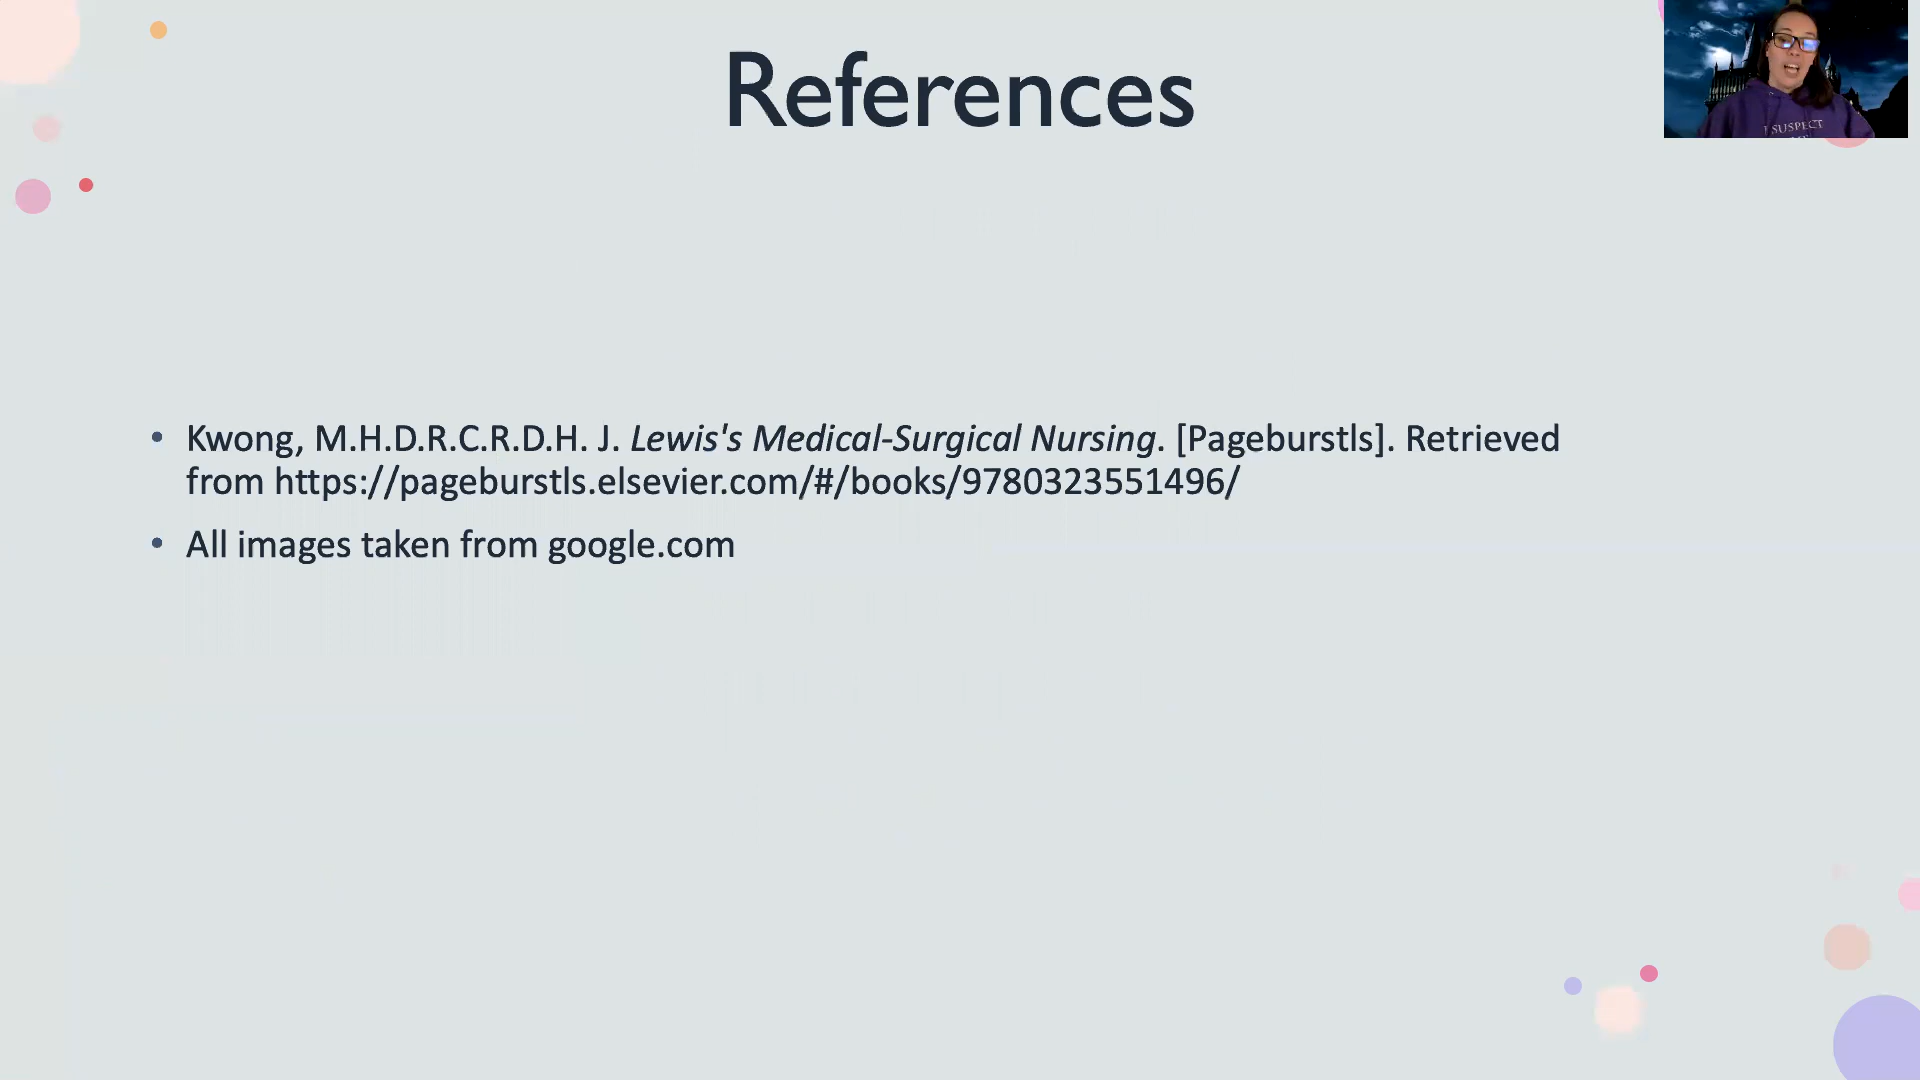 References
I SUSPECT
• Kwong, M.H.D.R.C.R.D.H. J. Lewis's Medical-Surgical Nursing. [Pageburstls]. Retrieved
from https://pageburstls.elsevier.com/#/books/9780323551496/
• All images taken from google.com